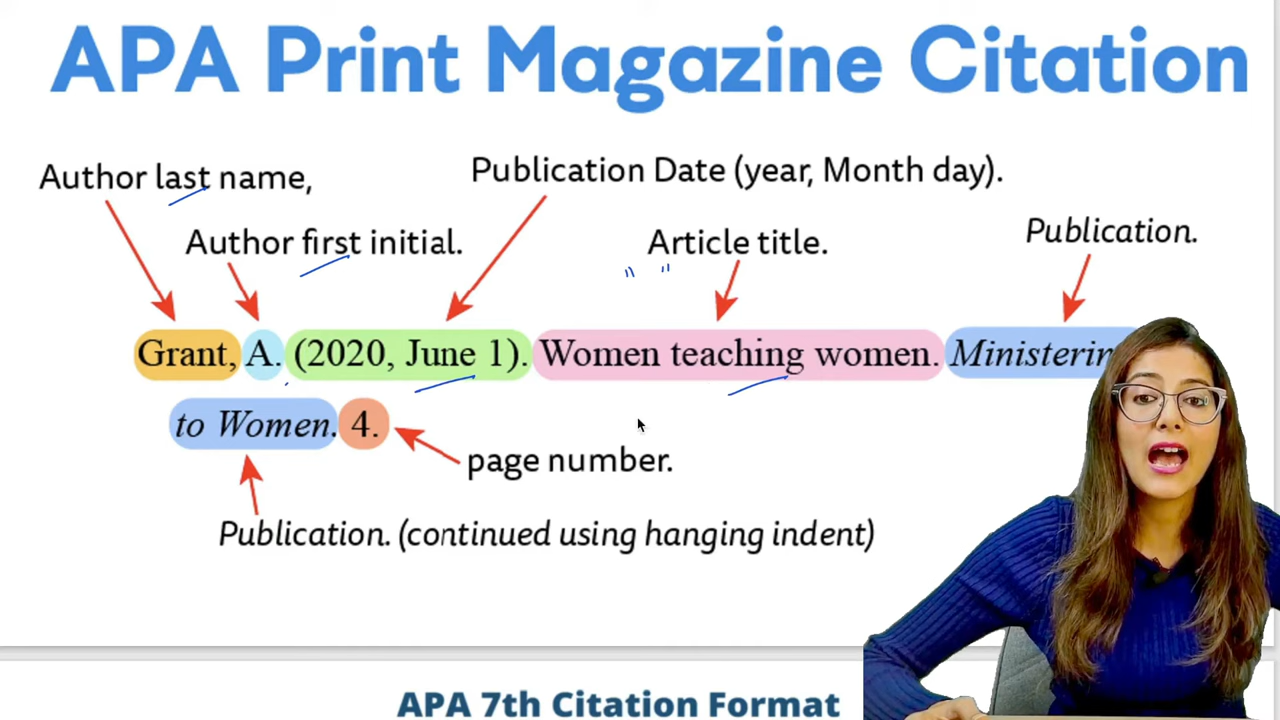 APA Print Magazine Citation
Author last name,
Publication Date (year, Month day).
Author first initial.
" "
Article title.
Publication.
Grant, A. (2020, June 1). Women teaching women. Ministerin
to Women. 4.
page number.
Publication. (continued using hanging indent)
APA 7th Citation Format